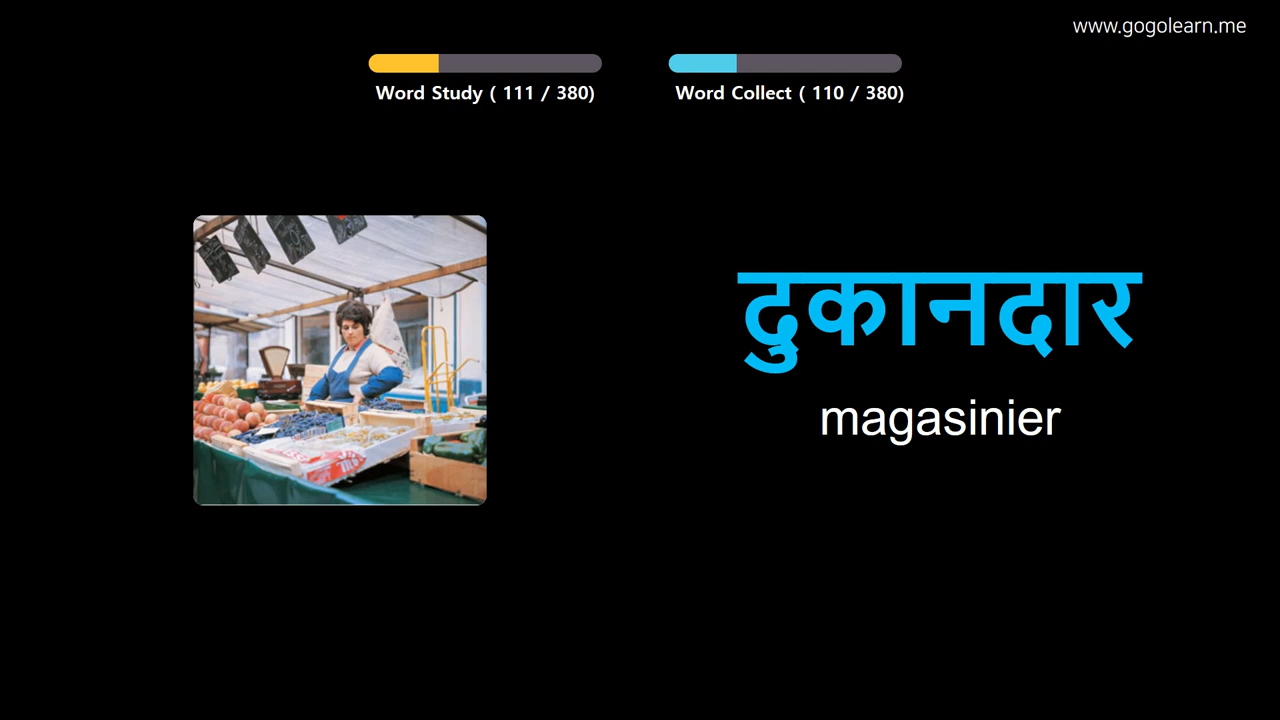 www.gogolearn.me
Word Study ( 111 / 380)
Word Collect ( 110 / 380)
दुकानदार
magasinier